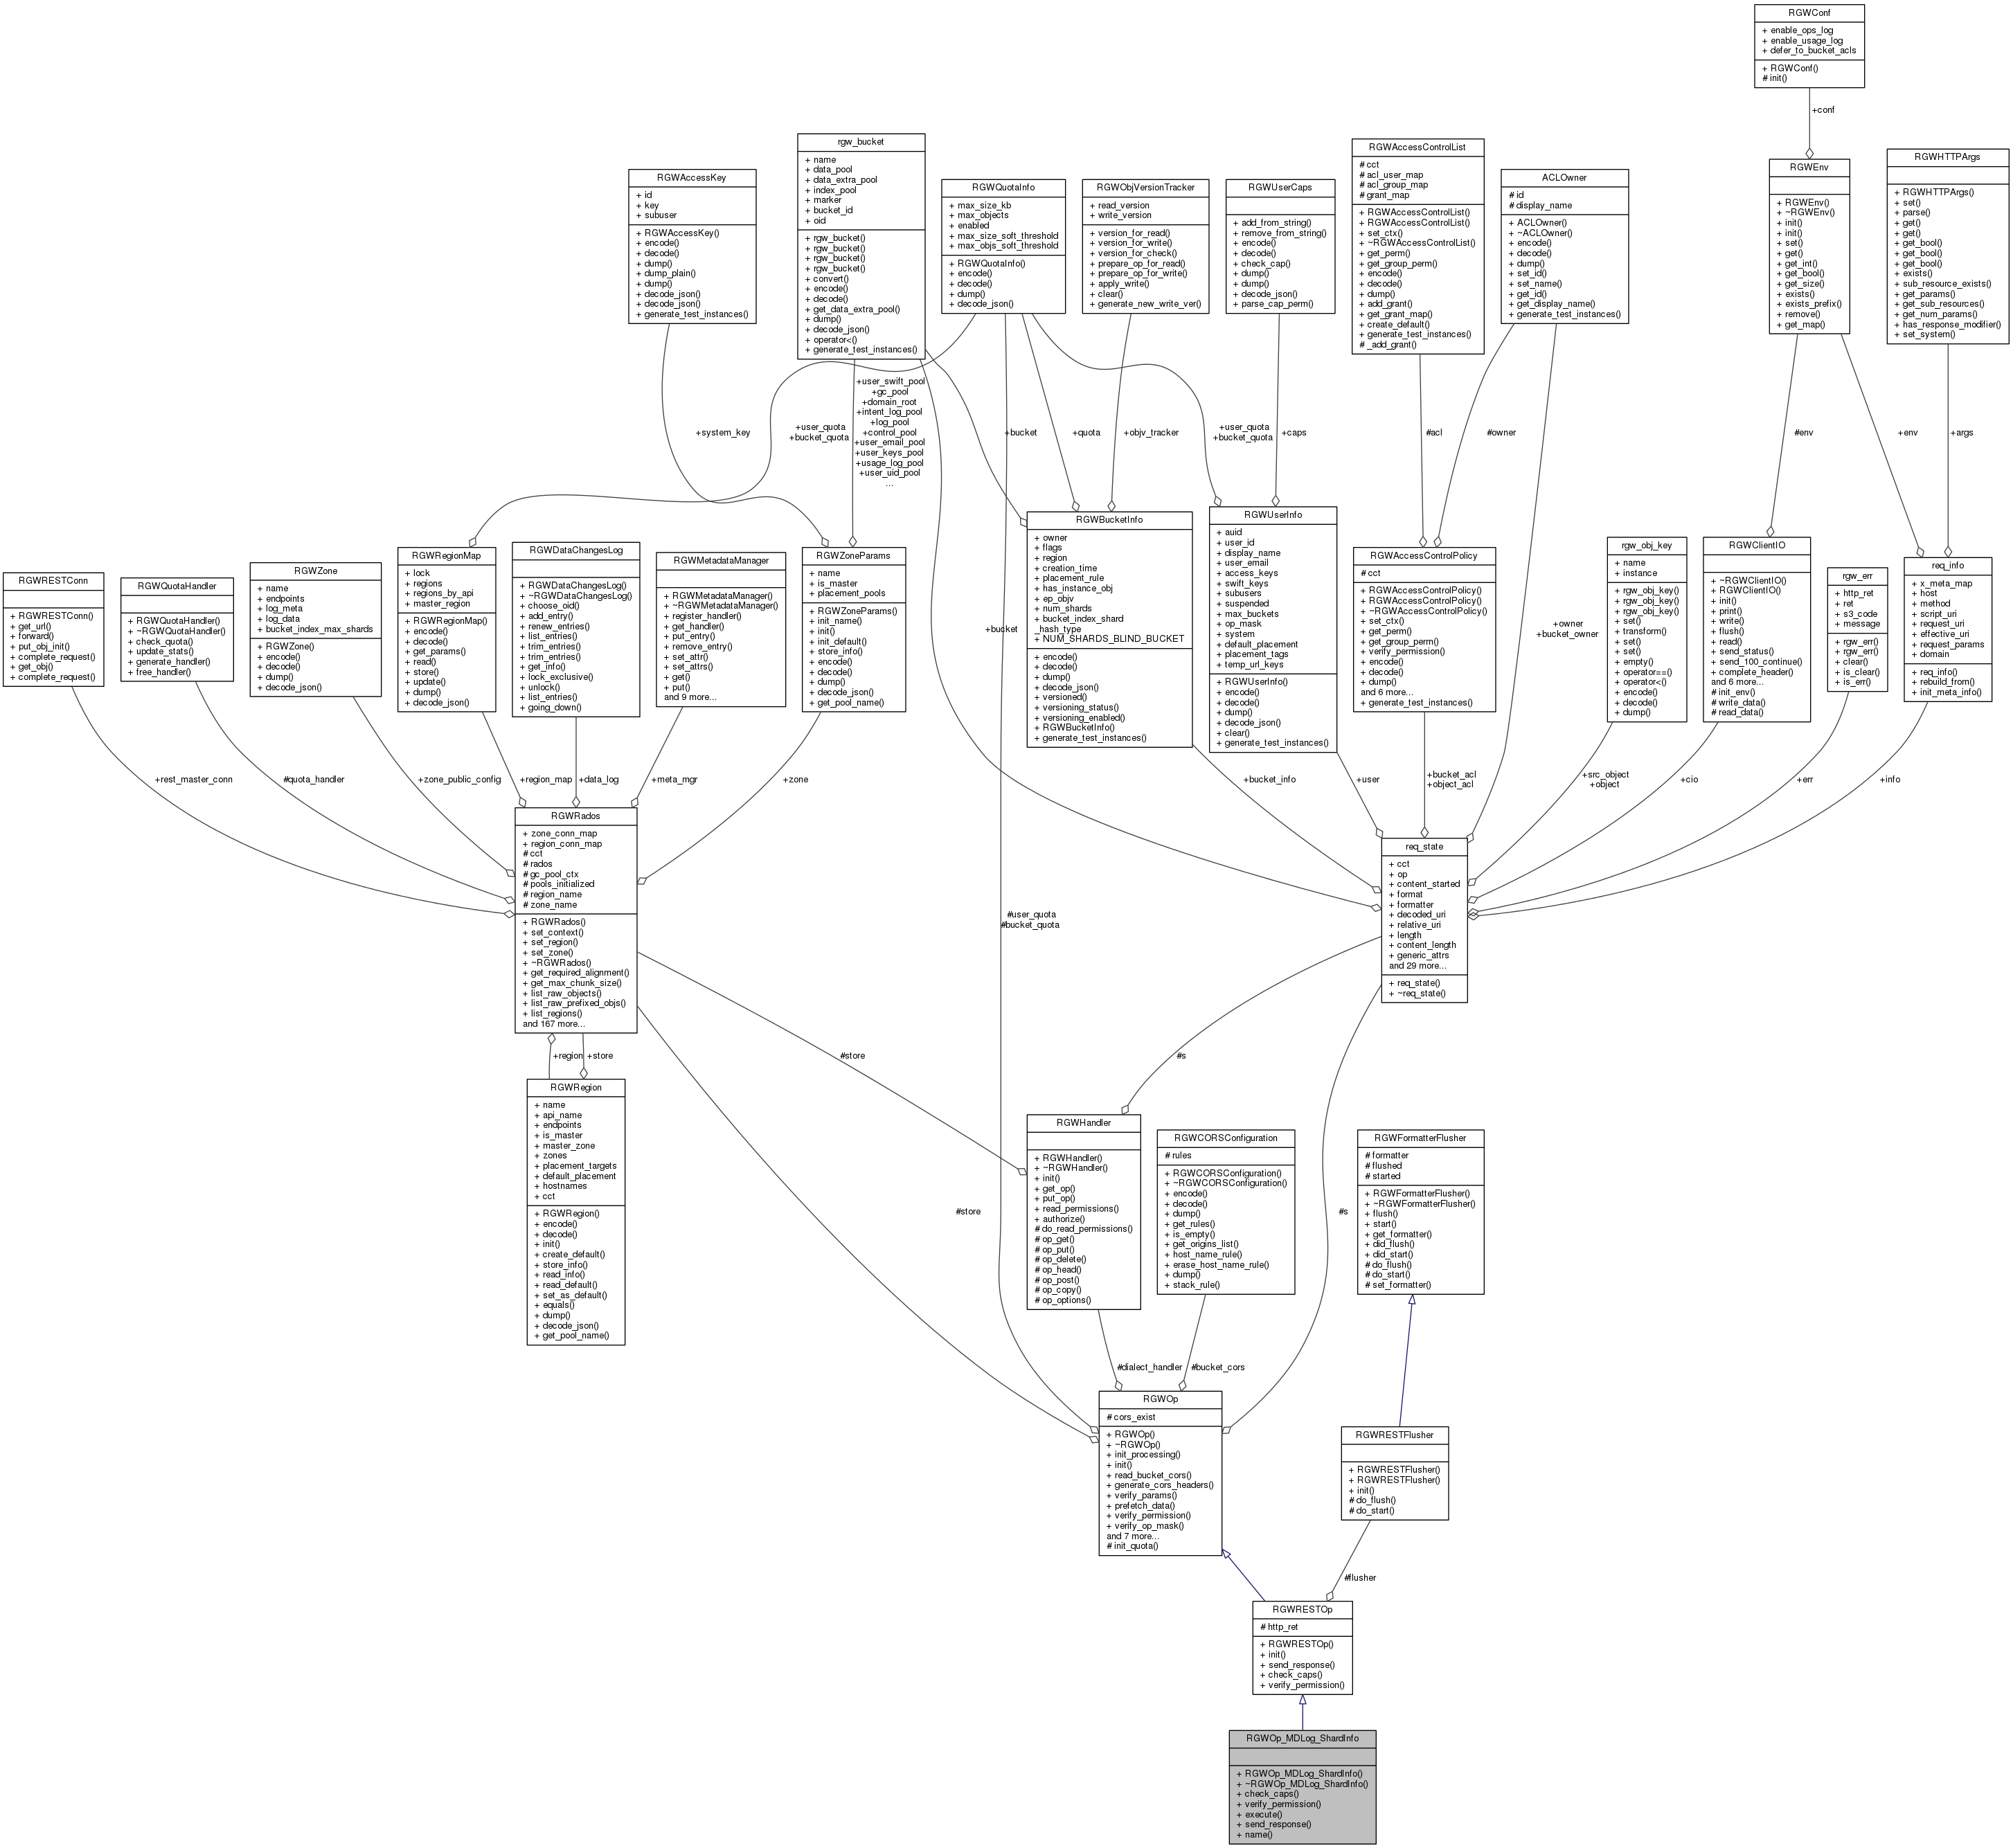 RGWConf
+ enable_ops_log
+ enable_usage_log
+ defer_to_bucket_acls
+ RGWConf()
# init()
+conf
rgw_bucket
+ name
+ data_pool
+ data_extra_pool
+ index_pool
+ marker
+ bucket_id
+ oid
+ rgw_bucket()
+ rgw_bucket()
+ rgw_bucket()
+ rgw_bucket()
+ convert()
+ encode()
+ decode()
+ get_data_extra_pool()
+ dump()
+ decode_json()
+ operator<()
+ generate_test_instances()
RGWAccessKey
+ id
+ key
+ subuser
+ RGWAccessKey()
+ encode()
+ decode()
+ dump()
+ dump_plain()
+ dump()
+ decode_json()
+ decode_json()
+ generate_test_instances()
RGWQuotaInfo
+ max_size_kb
+ max_objects
+ enabled
+ max_size_soft_threshold
+ max_objs_soft_threshold
+ RGWQuotaInfo()
+ encode()
+ decode()
+ dump()
+ decode_json()
RGWObjVersionTracker
+ read_version
+ write_version
+ version_for_read()
+ version_for_write()
+ version_for_check()
+ prepare_op_for_read()
+ prepare_op_for_write()
+ apply_write()
+ clear()
+ generate_new_write_ver()
RGWUserCaps
+ add_from_string()
+ remove_from_string()
+ encode()
+ decode()
+ check_cap()
+ dump()
+ dump()
+ decode_json()
+ parse_cap_perm()
RGWAccessControlList
# cct
# acl_user_map
# acl_group_map
# grant_map
+ RGWAccessControlList()
+ RGWAccessControlList()
+ set_ctx()
+ ~RGWAccessControlList()
+ get_perm()
+ get_group_perm()
+ encode()
+ decode()
+ dump()
+ add_grant()
+ get_grant_map()
+ create_default()
+ generate_test_instances()
# _add_grant()
ACLOwner
# id
# display_name
+ ACLOwner()
+ ~ACLOwner()
+ encode()
+ decode()
+ dump()
+ set_id()
+ set_name()
+ get_id()
+ get_display_name()
+ generate_test_instances()
RGWEnv
+ RGWEnv()
+ ~RGWEnv()
+ init()
+ init()
+ set()
+ get()
+ get_int()
+ get_bool()
+ get_size()
+ exists()
+ exists_prefix()
+ remove()
+ get_map()
RGWHTTPArgs
+ RGWHTTPArgs()
+ set()
+ parse()
+ get()
+ get()
+ get_bool()
+ get_bool()
+ get_bool()
+ exists()
+ sub_resource_exists()
+ get_params()
+ get_sub_resources()
+ get_num_params()
+ has_response_modifier()
+ set_system()
+system_key
+user_quota
+bucket_quota
+user_swift_pool
+gc_pool
+domain_root
+intent_log_pool
+log_pool
+control_pool
+user_email_pool
+user_keys_pool
+usage_log_pool
+user_uid_pool
...
+bucket
+quota
+objv_tracker
+user_quota
+bucket_quota
+caps
#acl
#owner
#env
+env
+args
RGWRESTConn
+ RGWRESTConn()
+ get_url()
+ forward()
+ put_obj_init()
+ complete_request()
+ get_obj()
+ complete_request()
RGWQuotaHandler
+ RGWQuotaHandler()
+ ~RGWQuotaHandler()
+ check_quota()
+ update_stats()
+ generate_handler()
+ free_handler()
RGWZone
+ name
+ endpoints
+ log_meta
+ log_data
+ bucket_index_max_shards
+ RGWZone()
+ encode()
+ decode()
+ dump()
+ decode_json()
RGWRegionMap
+ lock
+ regions
+ regions_by_api
+ master_region
+ RGWRegionMap()
+ encode()
+ decode()
+ get_params()
+ read()
+ store()
+ update()
+ dump()
+ decode_json()
RGWDataChangesLog
+ RGWDataChangesLog()
+ ~RGWDataChangesLog()
+ choose_oid()
+ add_entry()
+ renew_entries()
+ list_entries()
+ trim_entries()
+ trim_entries()
+ get_info()
+ lock_exclusive()
+ unlock()
+ list_entries()
+ going_down()
RGWMetadataManager
+ RGWMetadataManager()
+ ~RGWMetadataManager()
+ register_handler()
+ get_handler()
+ put_entry()
+ remove_entry()
+ set_attr()
+ set_attrs()
+ get()
+ put()
and 9 more...
RGWZoneParams
+ name
+ is_master
+ placement_pools
+ RGWZoneParams()
+ init_name()
+ init()
+ init_default()
+ store_info()
+ encode()
+ decode()
+ dump()
+ decode_json()
+ get_pool_name()
RGWBucketInfo
+ owner
+ flags
+ region
+ creation_time
+ placement_rule
+ has_instance_obj
+ ep_objv
+ num_shards
+ bucket_index_shard
_hash_type
+ NUM_SHARDS_BLIND_BUCKET
+ encode()
+ decode()
+ dump()
+ decode_json()
+ versioned()
+ versioning_status()
+ versioning_enabled()
+ RGWBucketInfo()
+ generate_test_instances()
RGWUserInfo
+ auid
+ user_id
+ display_name
+ user_email
+ access_keys
+ swift_keys
+ subusers
+ suspended
+ max_buckets
+ op_mask
+ system
+ default_placement
+ placement_tags
+ temp_url_keys
+ RGWUserInfo()
+ encode()
+ decode()
+ dump()
+ decode_json()
+ clear()
+ generate_test_instances()
RGWAccessControlPolicy
# cct
+ RGWAccessControlPolicy()
+ RGWAccessControlPolicy()
+ ~RGWAccessControlPolicy()
+ set_ctx()
+ get_perm()
+ get_group_perm()
+ verify_permission()
+ encode()
+ decode()
+ dump()
and 6 more...
+ generate_test_instances()
+owner
+bucket_owner
rgw_obj_key
+ name
+ instance
+ rgw_obj_key()
+ rgw_obj_key()
+ rgw_obj_key()
+ set()
+ transform()
+ set()
+ set()
+ empty()
+ operator==()
+ operator<()
+ encode()
+ decode()
+ dump()
RGWClientIO
+ ~RGWClientIO()
+ RGWClientIO()
+ init()
+ print()
+ write()
+ flush()
+ read()
+ send_status()
+ send_100_continue()
+ complete_header()
and 6 more...
# init_env()
# write_data()
# read_data()
rgw_err
+ http_ret
+ ret
+ s3_code
+ message
+ rgw_err()
+ rgw_err()
+ clear()
+ is_clear()
+ is_err()
req_info
+ x_meta_map
+ host
+ method
+ script_uri
+ request_uri
+ effective_uri
+ request_params
+ domain
+ req_info()
+ rebuild_from()
+ init_meta_info()
+bucket
+rest_master_conn
#quota_handler
+zone_public_config
+region_map
+data_log
+meta_mgr
+zone
+bucket_info
+user
+bucket_acl
+object_acl
+src_object
+object
+cio
+err
+info
RGWRados
+ zone_conn_map
+ region_conn_map
# cct
# rados
# gc_pool_ctx
# pools_initialized
# region_name
# zone_name
+ RGWRados()
+ set_context()
+ set_region()
+ set_zone()
+ ~RGWRados()
+ get_required_alignment()
+ get_max_chunk_size()
+ list_raw_objects()
+ list_raw_prefixed_objs()
+ list_regions()
and 167 more...
#user_quota
#bucket_quota
req_state
+ cct
+ op
+ content_started
+ format
+ formatter
+ decoded_uri
+ relative_uri
+ length
+ content_length
+ generic_attrs
and 29 more...
+ req_state()
+ ~req_state()
+region
+store
#store
#s
RGWRegion
+ name
+ api_name
+ endpoints
+ is_master
+ master_zone
+ zones
+ placement_targets
+ default_placement
+ hostnames
+ cct
+ RGWRegion()
+ encode()
+ decode()
+ init()
+ create_default()
+ store_info()
+ read_info()
+ read_default()
+ set_as_default()
+ equals()
+ dump()
+ decode_json()
+ get_pool_name()
#store
RGWHandler
+ RGWHandler()
+ ~RGWHandler()
+ init()
+ get_op()
+ put_op()
+ read_permissions()
+ authorize()
# do_read_permissions()
# op_get()
# op_put()
# op_delete()
# op_head()
# op_post()
# op_copy()
# op_options()
RGWCORSConfiguration
# rules
+ RGWCORSConfiguration()
+ ~RGWCORSConfiguration()
+ encode()
+ decode()
+ dump()
+ get_rules()
+ is_empty()
+ get_origins_list()
+ host_name_rule()
+ erase_host_name_rule()
+ dump()
+ stack_rule()
#s
RGWFormatterFlusher
# formatter
# flushed
# started
+ RGWFormatterFlusher()
+ ~RGWFormatterFlusher()
+ flush()
+ start()
+ get_formatter()
+ did_flush()
+ did_start()
# do_flush()
# do_start()
# set_formatter()
#dialect_handler
#bucket_cors
RGWOp
# cors_exist
+ RGWOp()
+ ~RGWOp()
+ init_processing()
+ init()
+ read_bucket_cors()
+ generate_cors_headers()
+ verify_params()
+ prefetch_data()
+ verify_permission()
+ verify_op_mask()
and 7 more...
# init_quota()
RGWRESTFlusher
+ RGWRESTFlusher()
+ RGWRESTFlusher()
+ init()
# do_flush()
# do_start()
#flusher
RGWRESTOp
# http_ret
+ RGWRESTOp()
+ init()
+ send_response()
+ check_caps()
+ verify_permission()
RGWOp_MDLog_ShardInfo
+ RGWOp_MDLog_ShardInfo()
+ ~RGWOp_MDLog_ShardInfo()
+ check_caps()
+ verify_permission()
+ execute()
+ send_response()
+ name()